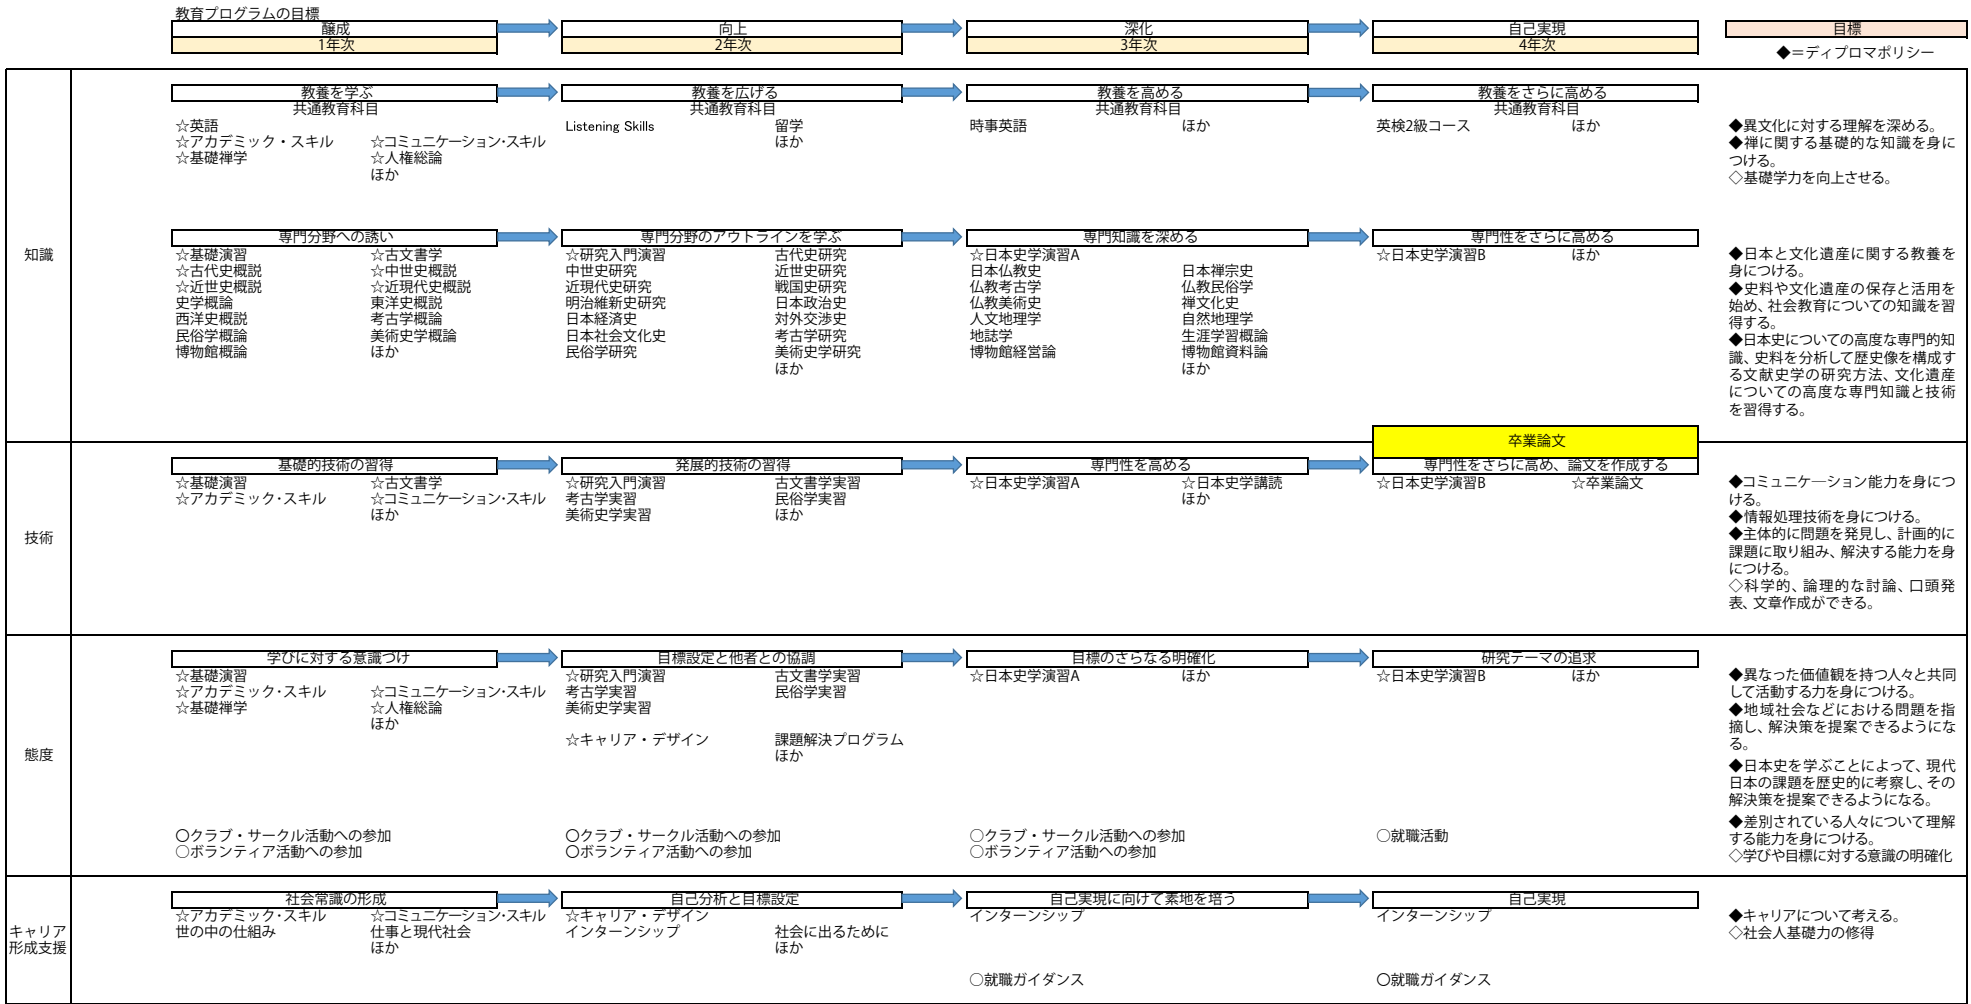 教育プログラムの目標
醸成 向上 深化 自己実現 目標
1年次 2年次 3年次 4年次
◆＝ディプロマポリシー
教養を学ぶ 教養を広げる 教養を高める 教養をさらに高める
共通教育科目 共通教育科目 共通教育科目 共通教育科目
☆英語 Listening Skills 留学 時事英語 ほか 英検2級コース ほか ◆異文化に対する理解を深める。
☆アカデミック・スキル ☆コミュニケーション・スキル ほか ◆禅に関する基礎的な知識を身に
☆基礎禅学 ☆人権総論 つける。
ほか ◇基礎学力を向上させる。
知識
専門分野への誘い 専門分野のアウトラインを学ぶ 専門知識を深める 専門性をさらに高める
☆基礎演習 ☆古文書学 ☆研究入門演習 古代史研究 ☆日本史学演習A ☆日本史学演習B ほか ◆日本と文化遺産に関する教養を
☆古代史概説 ☆中世史概説 中世史研究 近世史研究 日本仏教史 日本禅宗史 身につける。
☆近世史概説 ☆近現代史概説 近現代史研究 戦国史研究 仏教考古学 仏教民俗学 ◆史料や文化遺産の保存と活用を
史学概論 東洋史概説 明治維新史研究 日本政治史 仏教美術史 禅文化史 始め、社会教育についての知識を習
西洋史概説 考古学概論 日本経済史 対外交渉史 人文地理学 自然地理学 得する。
民俗学概論 美術史学概論 日本社会文化史 考古学研究 地誌学 生涯学習概論 ◆日本史についての高度な専門的知
博物館概論 ほか 民俗学研究 美術史学研究 博物館経営論 博物館資料論 識、史料を分析して歴史像を構成す
ほか ほか る文献史学の研究方法、文化遺産
についての高度な専門知識と技術
を習得する。
卒業論文
技術
基礎的技術の習得 発展的技術の習得 専門性を高める 専門性をさらに高め、論文を作成する
☆基礎演習 ☆古文書学 ☆研究入門演習 古文書学実習 ☆日本史学演習A ☆日本史学講読 ☆日本史学演習B ☆卒業論文 ◆コミュニケ―ション能力を身につ
☆アカデミック・スキル ☆コミュニケーション・スキル 考古学実習 民俗学実習 ほか ける。
ほか 美術史学実習 ほか ◆情報処理技術を身につける。
◆主体的に問題を発見し、計画的に
課題に取り組み、解決する能力を身
につける。
◇科学的、論理的な討論、口頭発
表、文章作成ができる。
態度
学びに対する意識づけ 目標設定と他者との協調 目標のさらなる明確化 研究テーマの追求
☆基礎演習 ☆研究入門演習 古文書学実習 ☆日本史学演習A ほか ☆日本史学演習B ほか ◆異なった価値観を持つ人々と共同
☆アカデミック・スキル ☆コミュニケーション・スキル 考古学実習 民俗学実習 して活動する力を身につける。
☆基礎禅学 ☆人権総論 美術史学実習 ◆地域社会などにおける問題を指
ほか 摘し、解決策を提案できるようにな
☆キャリア・デザイン 課題解決プログラム る。
ほか ◆日本史を学ぶことによって、現代
日本の課題を歴史的に考察し、その
解決策を提案できるようになる。
〇クラブ・サークル活動への参加 〇クラブ・サークル活動への参加 ○クラブ・サークル活動への参加 ○就職活動 ◆差別されている人々について理解
○ボランティア活動への参加 〇ボランティア活動への参加 ○ボランティア活動への参加 する能力を身につける。
◇学びや目標に対する意識の明確化
キャリア
形成支援
社会常識の形成 自己分析と目標設定 自己実現に向けて素地を培う 自己実現
☆アカデミック・スキル ☆コミュニケーション・スキル ☆キャリア・デザイン インターンシップ インターンシップ ◆キャリアについて考える。
世の中の仕組み 仕事と現代社会 インターンシップ 社会に出るために ◇社会人基礎力の修得
ほか ほか
○就職ガイダンス 〇就職ガイダンス